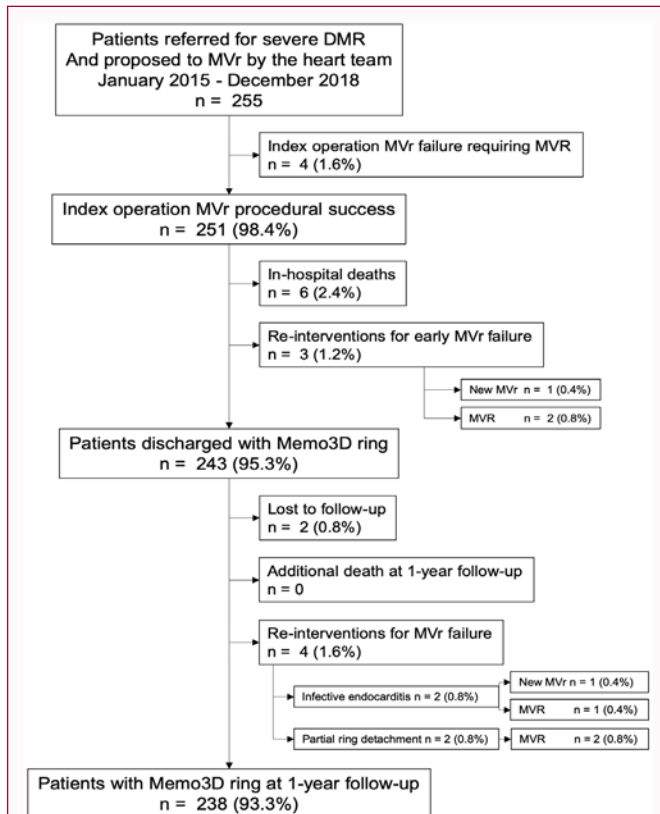 Patients referred for severe DMR
And proposed to MVr by the heart team
January 2015 - December 2018
n = 255
Index operation MVr failure requiring MVR
n = 4 (1.6%)
Index operation MVr procedural success
n = 251 (98.4%)
In-hospital deaths
n = 6 (2.4%)
Re-interventions for early MVr failure
n = 3 (1.2%)
New MVr n = 1 (0.4%)
MVR n = 2 (0.8%)
Patients discharged with Memo3D ring
n = 243 (95.3%)
Lost to follow-up
n = 2 (0.8%)
Additional death at 1-year follow-up
n = 0
Re-interventions for MVr failure
n = 4 (1.6%)
Infective endocarditis n = 2 (0.8%)
New MVr n = 1 (0.4%)
MVR n = 1 (0.4%)
Partial ring detachment n = 2 (0.8%)
MVR n = 2 (0.8%)
Patients with Memo3D ring at 1-year follow-up
n = 238 (93.3%)